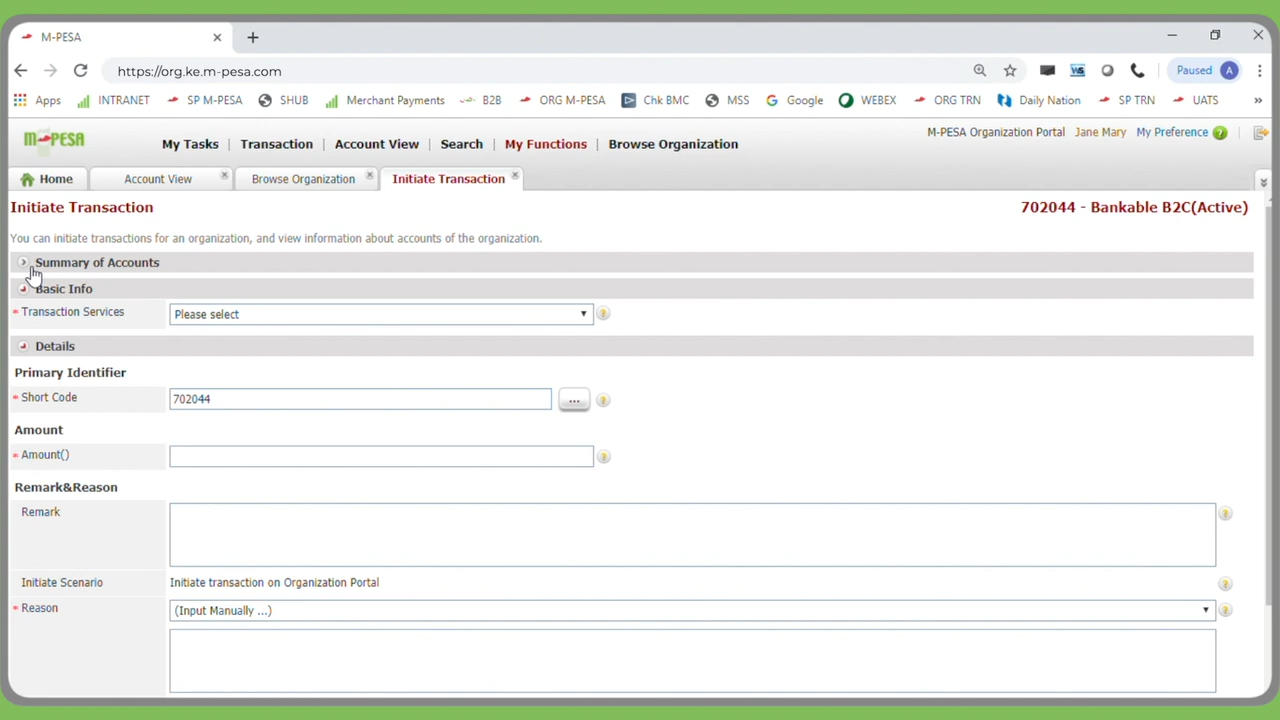 M-PESA
https://org.ke.m-pesa.com
Paused A
Apps INTRANET SP M-PESA SHUB Merchant Payments B2B ORG M-PESA Chk BMC MSS Google WEBEX ORG TRN Daily Nation SP TRN UATS »
M-PESA
My Tasks | Transaction | Account View | Search | My Functions | Browse Organization
M-PESA Organization Portal Jane Mary My Preference ?
Home Account View Browse Organization Initiate Transaction
Initiate Transaction
702044 - Bankable B2C(Active)
You can initiate transactions for an organization, and view information about accounts of the organization.
Summary of Accounts
Basic Info
* Transaction Services Please select ?
Details
Primary Identifier
* Short Code 702044 ... ?
Amount
* Amount() ?
Remark&Reason
Remark ?
Initiate Scenario Initiate transaction on Organization Portal ?
* Reason (Input Manually ...) ?